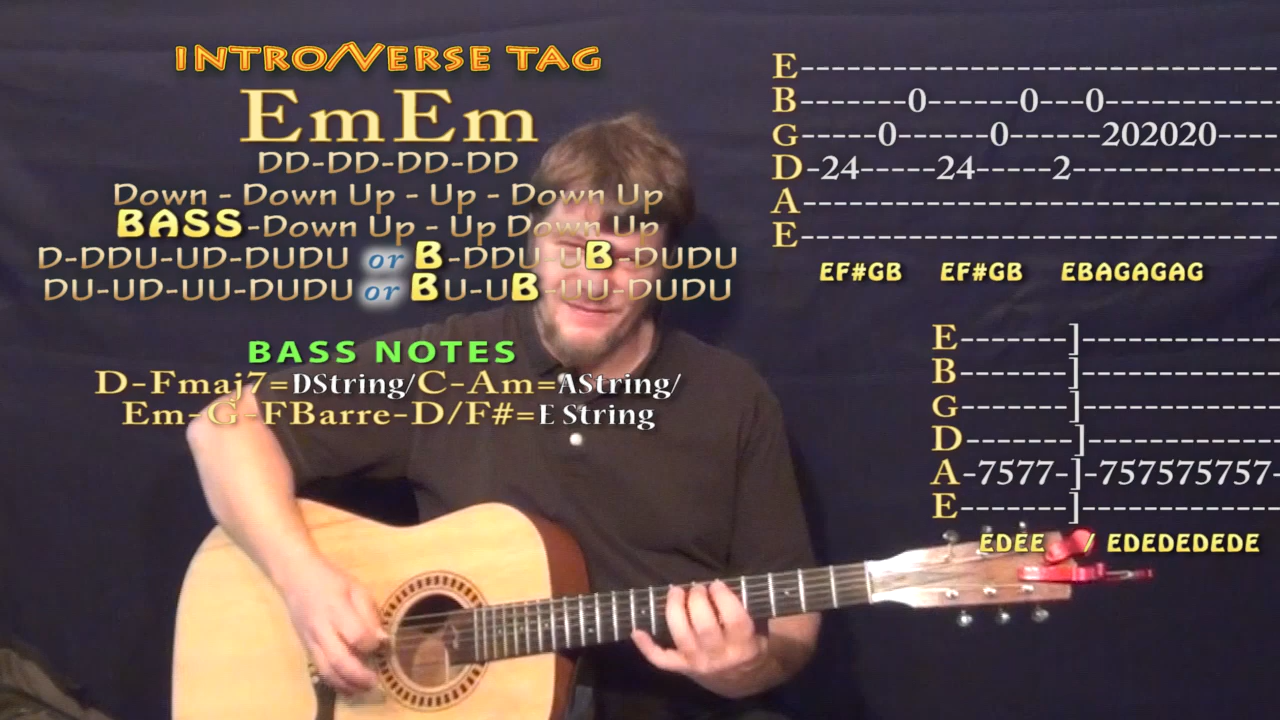 INTRO/VERSE TAG
EmEm
DD-DD-DD-DD
Down - Down Up - Up - Down Up
BASS-Down Up - Up Down Up
D-DDU-UD-DUDU or B-DDU-UB-DUDU
DU-UD-UU-DUDU or BU-UB-UU-DUDU
BASS NOTES
D-Fmaj7=DString/C-Am=AString/
Em-G-FBarre-D/F#=E String
E--------------------------------
B-------0------0---0-----------
G-----0------0------202020----
D-24-----24-----2--------------
A--------------------------------
E--------------------------------
EF#GB EF#GB EBAGAGAG
E-------]------------
B-------]------------
G-------]------------
D-------]------------
A-7577-]-757575757-
E-------]------------
EDEE / EDEDEDEDE